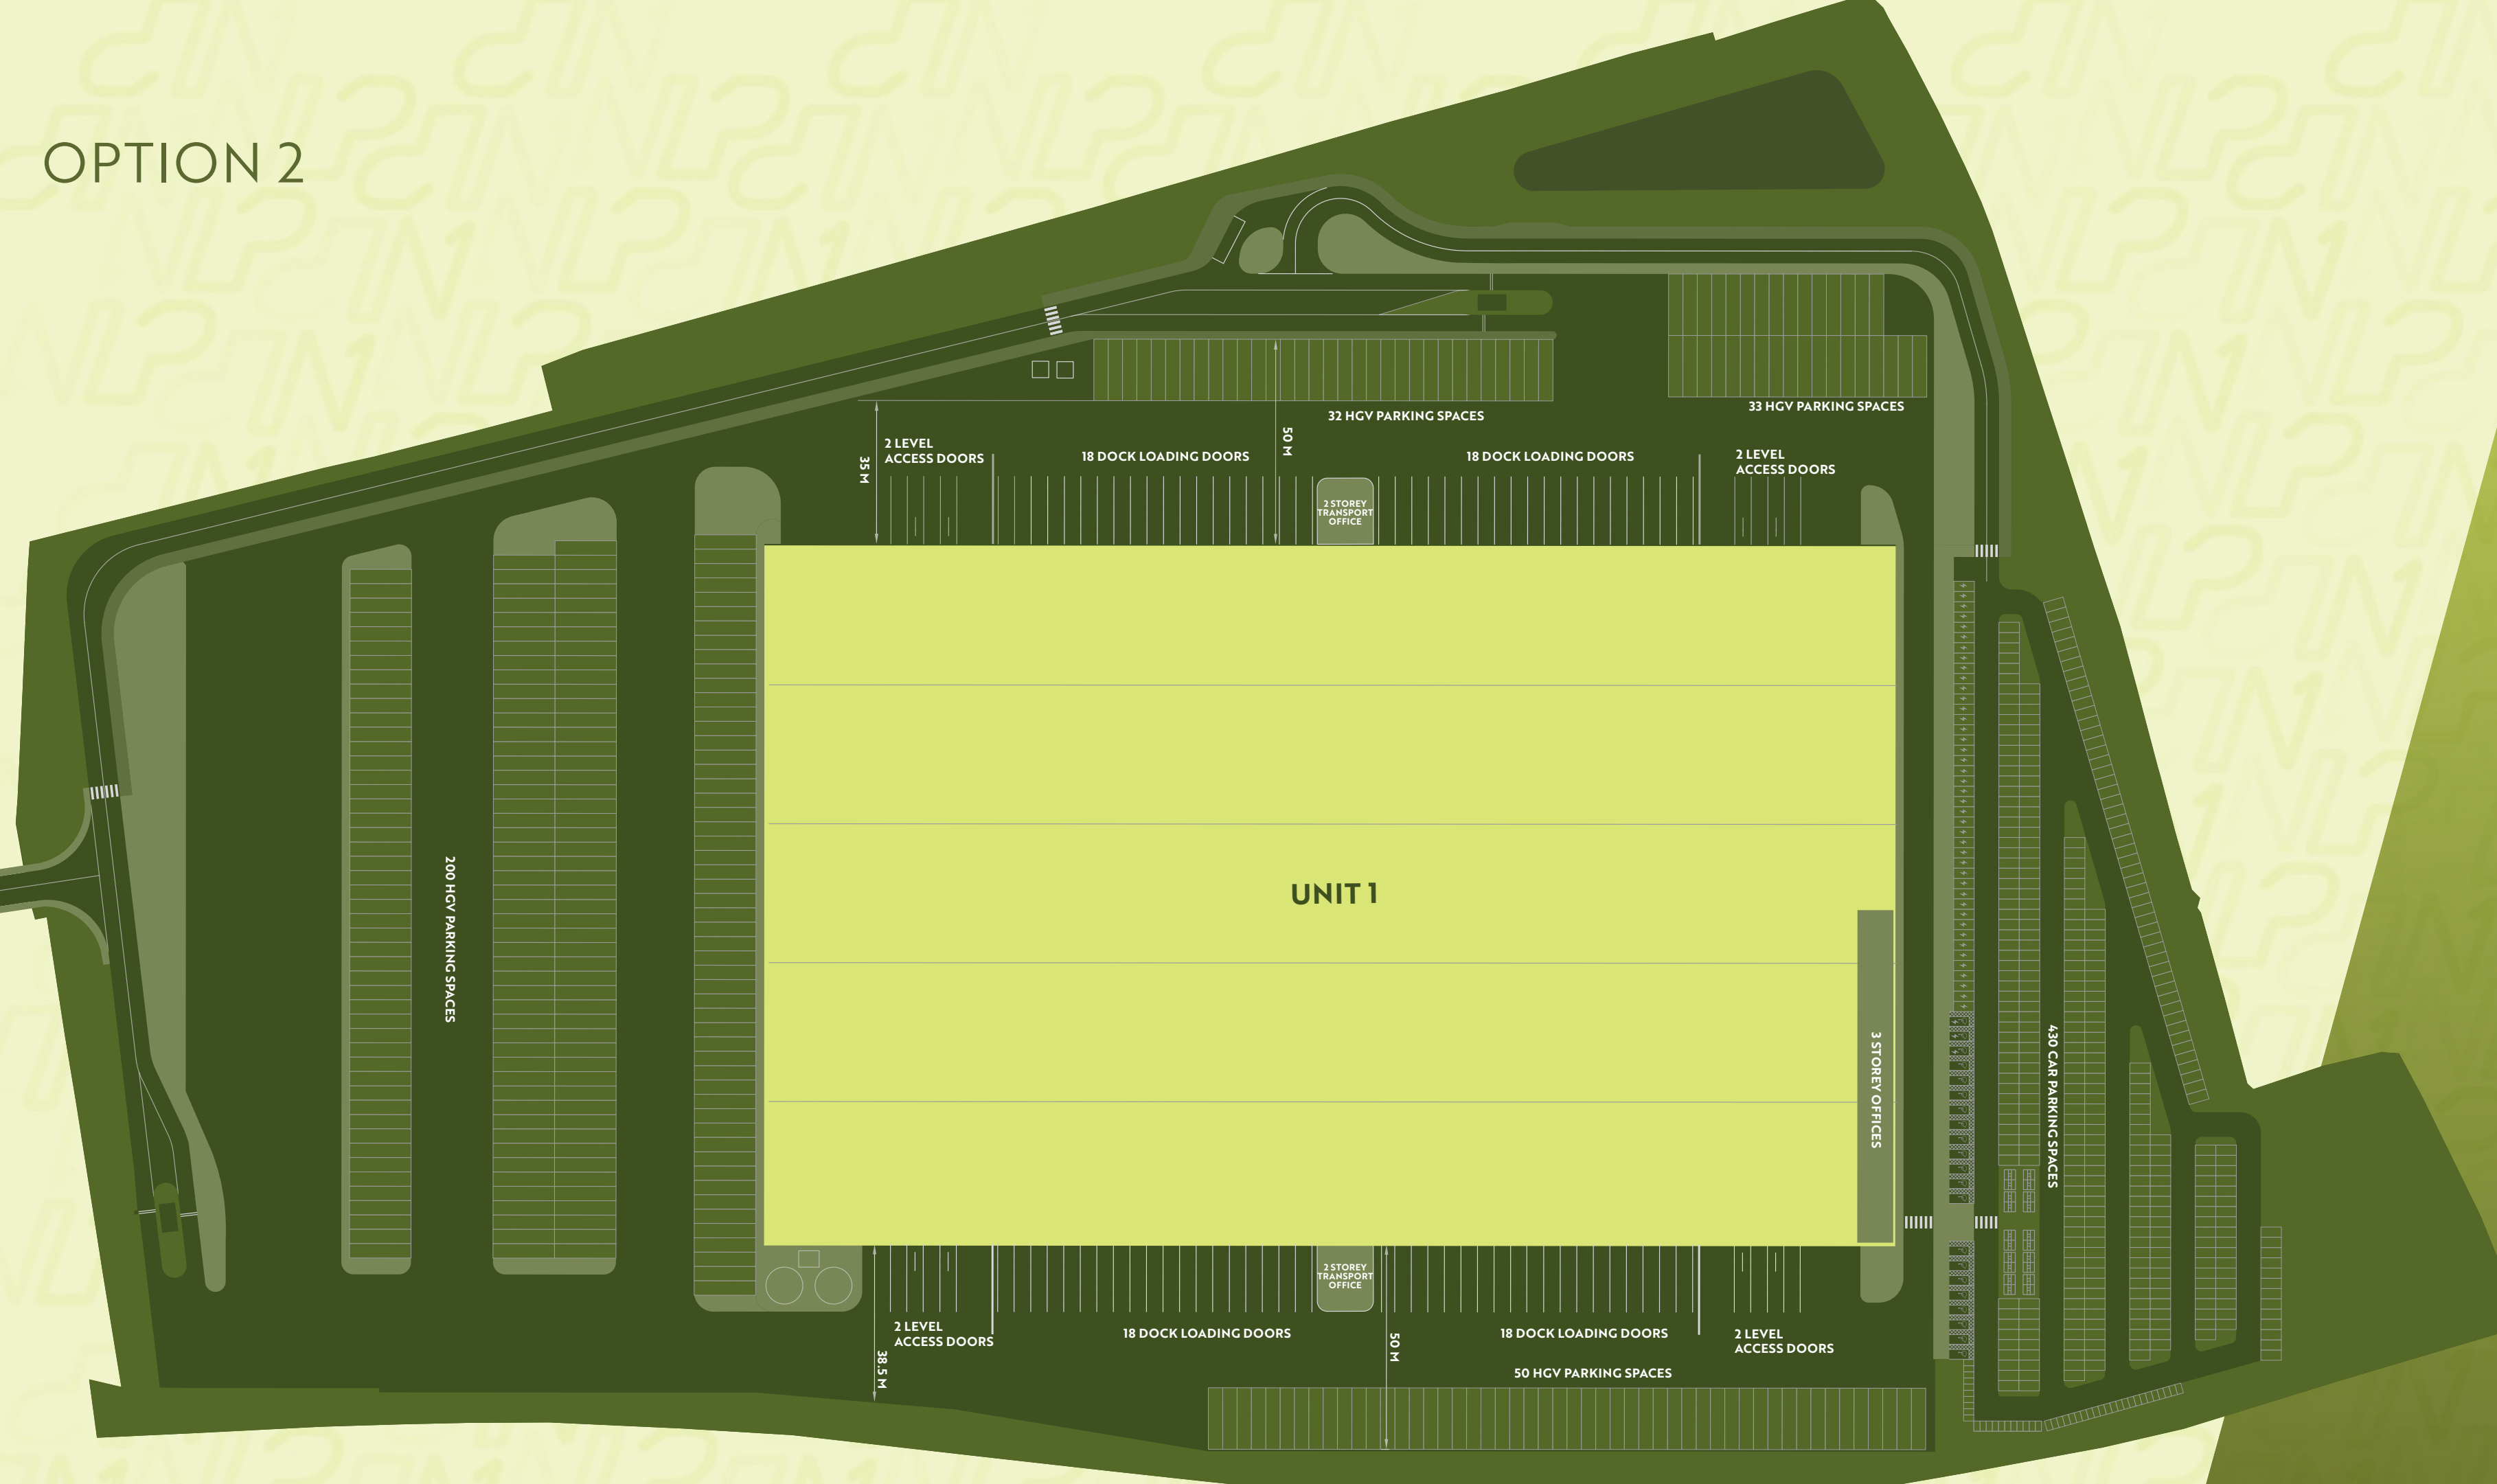 OPTION 2
32 HGV PARKING SPACES
33 HGV PARKING SPACES
2 LEVEL
ACCESS DOORS
35 M
18 DOCK LOADING DOORS
50 M
18 DOCK LOADING DOORS
2 LEVEL
ACCESS DOORS
2 STOREY
TRANSPORT
OFFICE
200 HGV PARKING SPACES
UNIT 1
3 STOREY OFFICES
430 CAR PARKING SPACES
2 STOREY
TRANSPORT
OFFICE
2 LEVEL
ACCESS DOORS
38.5 M
18 DOCK LOADING DOORS
50 M
18 DOCK LOADING DOORS
2 LEVEL
ACCESS DOORS
50 HGV PARKING SPACES